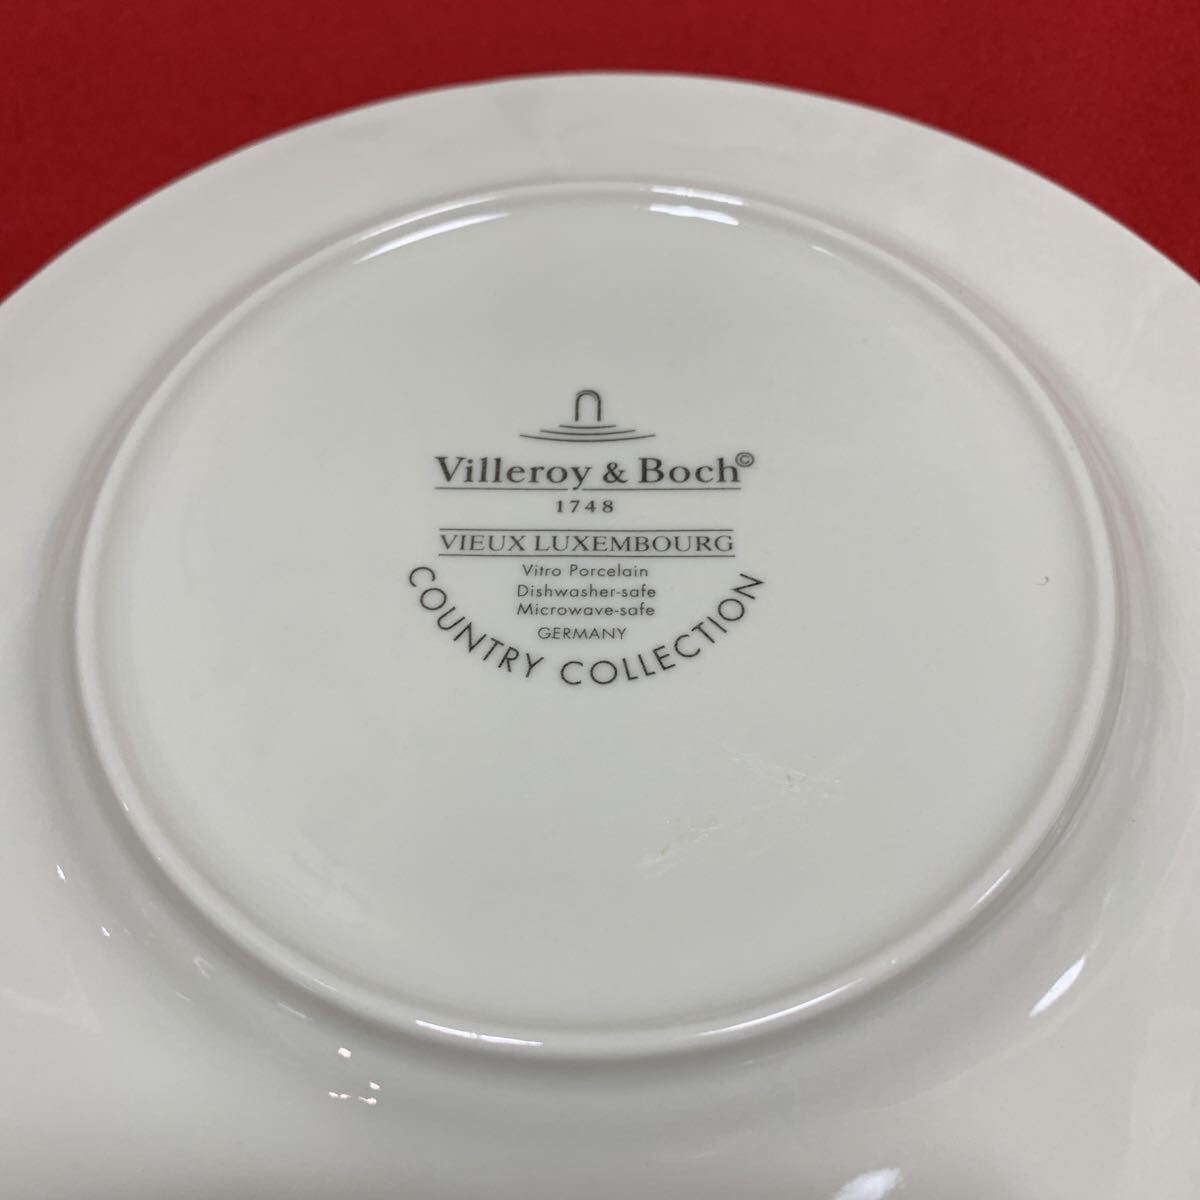 Villeroy & Boch©
1748
VIEUX LUXEMBOURG
Vitro Porcelain
Dishwasher-safe
Microwave-safe
GERMANY
COUNTRY COLLECTION